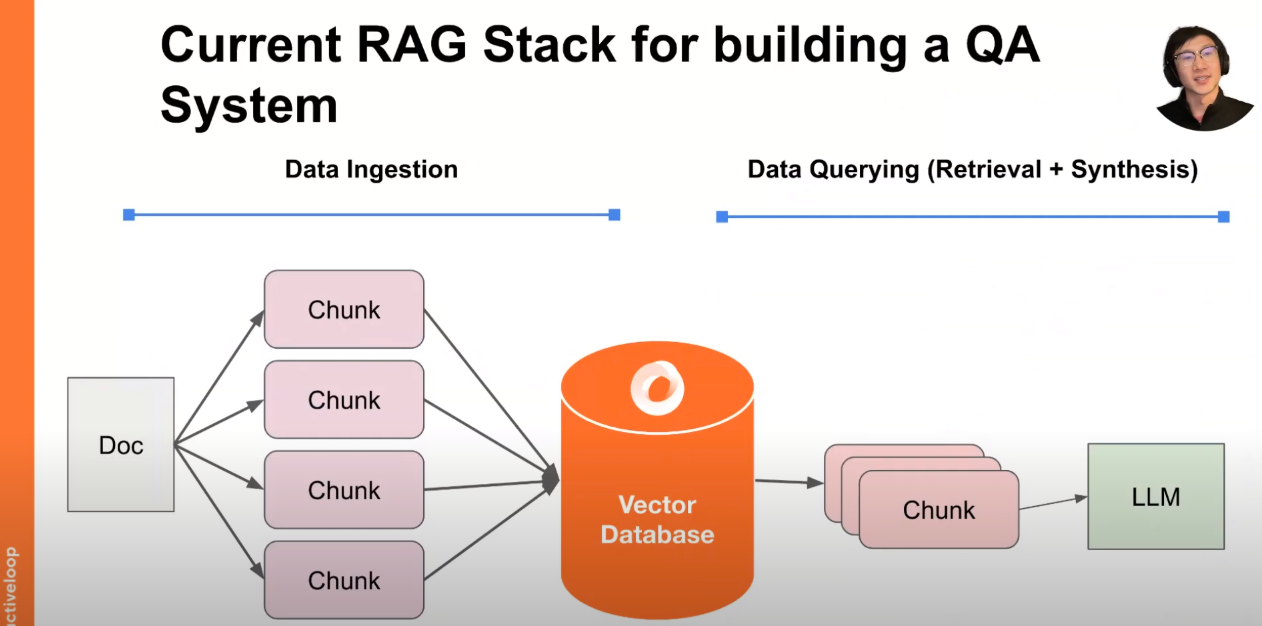 Current RAG Stack for building a QA
System
Data Ingestion
Data Querying (Retrieval + Synthesis)
Chunk
Chunk
Chunk
Chunk
Doc
Vector
Database
Chunk
LLM
activeloop